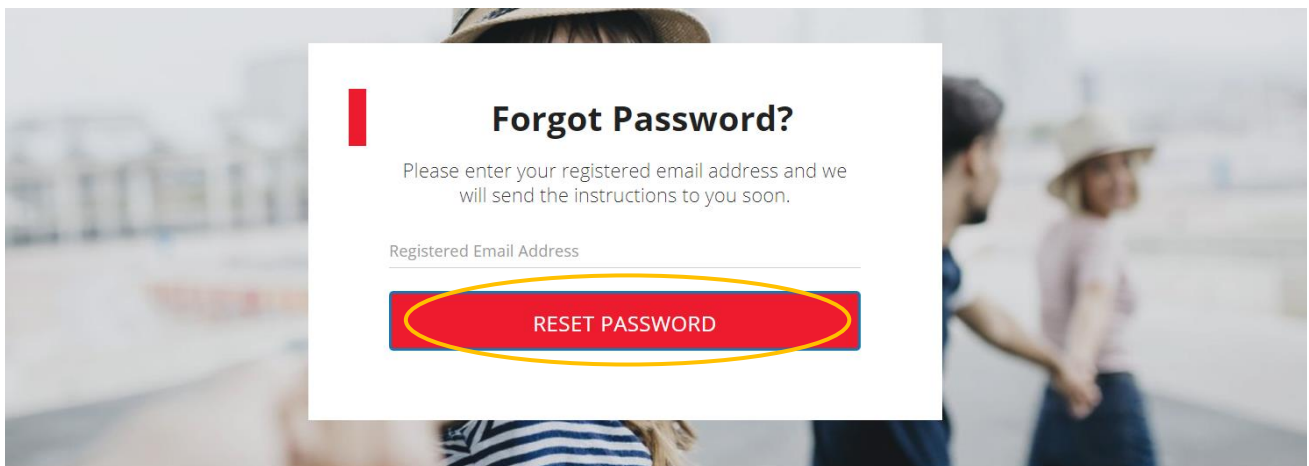 Forgot Password?
Please enter your registered email address and we
will send the instructions to you soon.
Registered Email Address
RESET PASSWORD